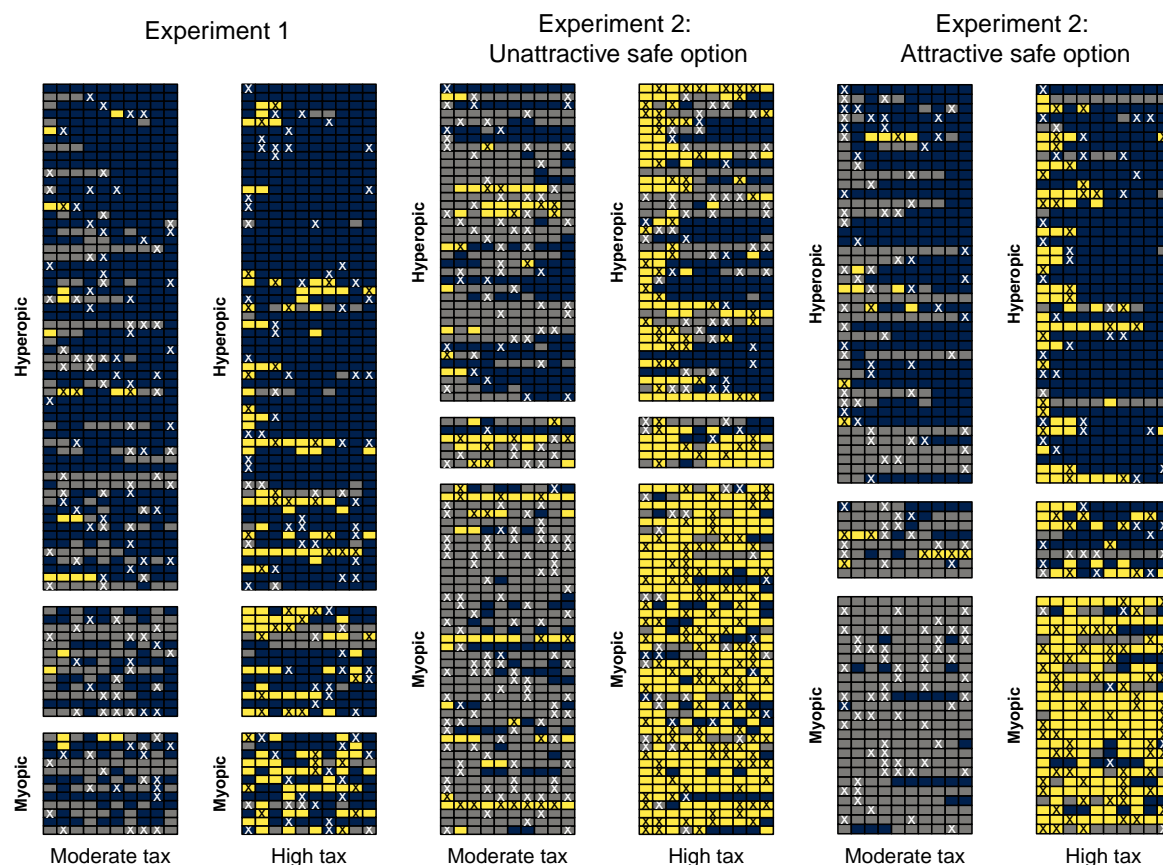 Experiment 1
Experiment 2:
Unattractive safe option
Experiment 2:
Attractive safe option
Hyperopic
Hyperopic
Hyperopic
Hyperopic
Hyperopic
Hyperopic
Myopic
Myopic
Myopic
Myopic
Myopic
Myopic
Moderate tax
High tax
Moderate tax
High tax
Moderate tax
High tax